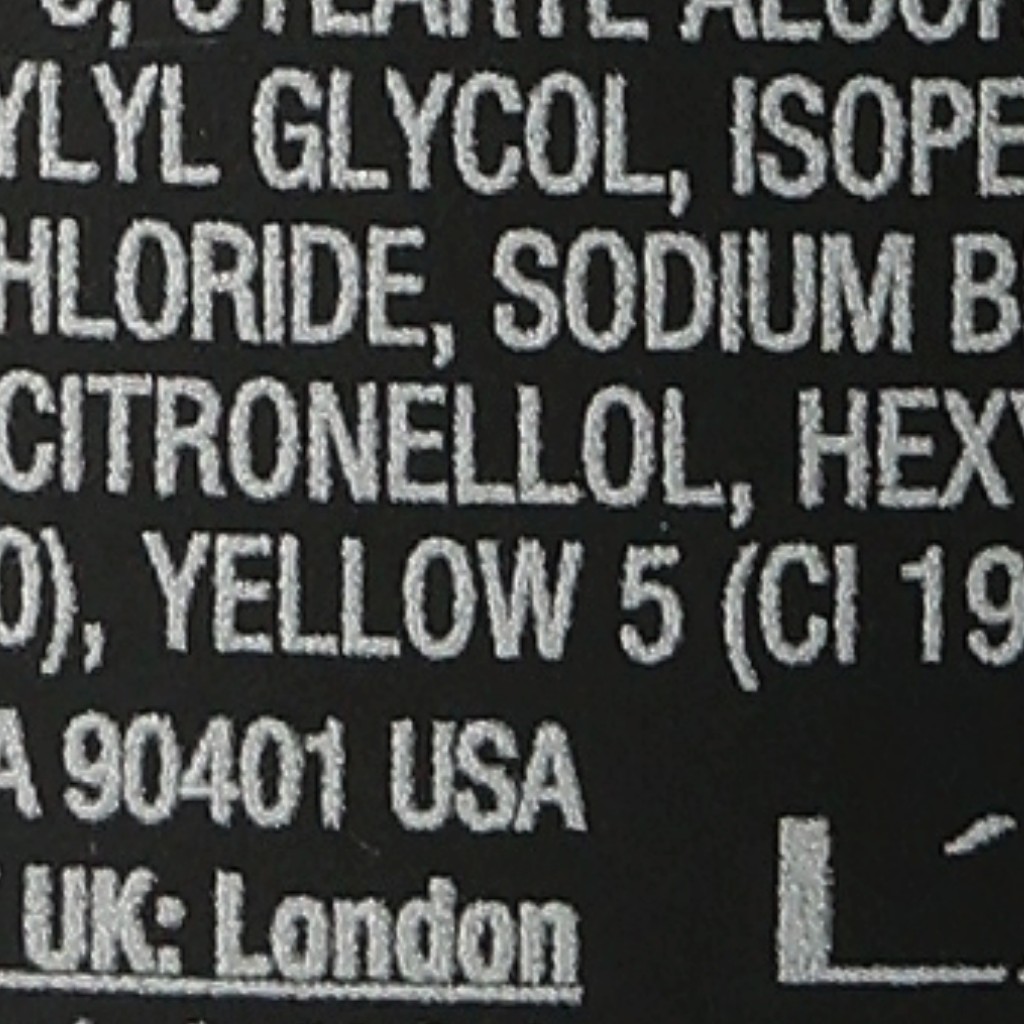 YLYL GLYCOL, ISOPE
HLORIDE, SODIUM B
CITRONELLOL, HEXY
0), YELLOW 5 (CI 19
A 90401 USA
UK: London